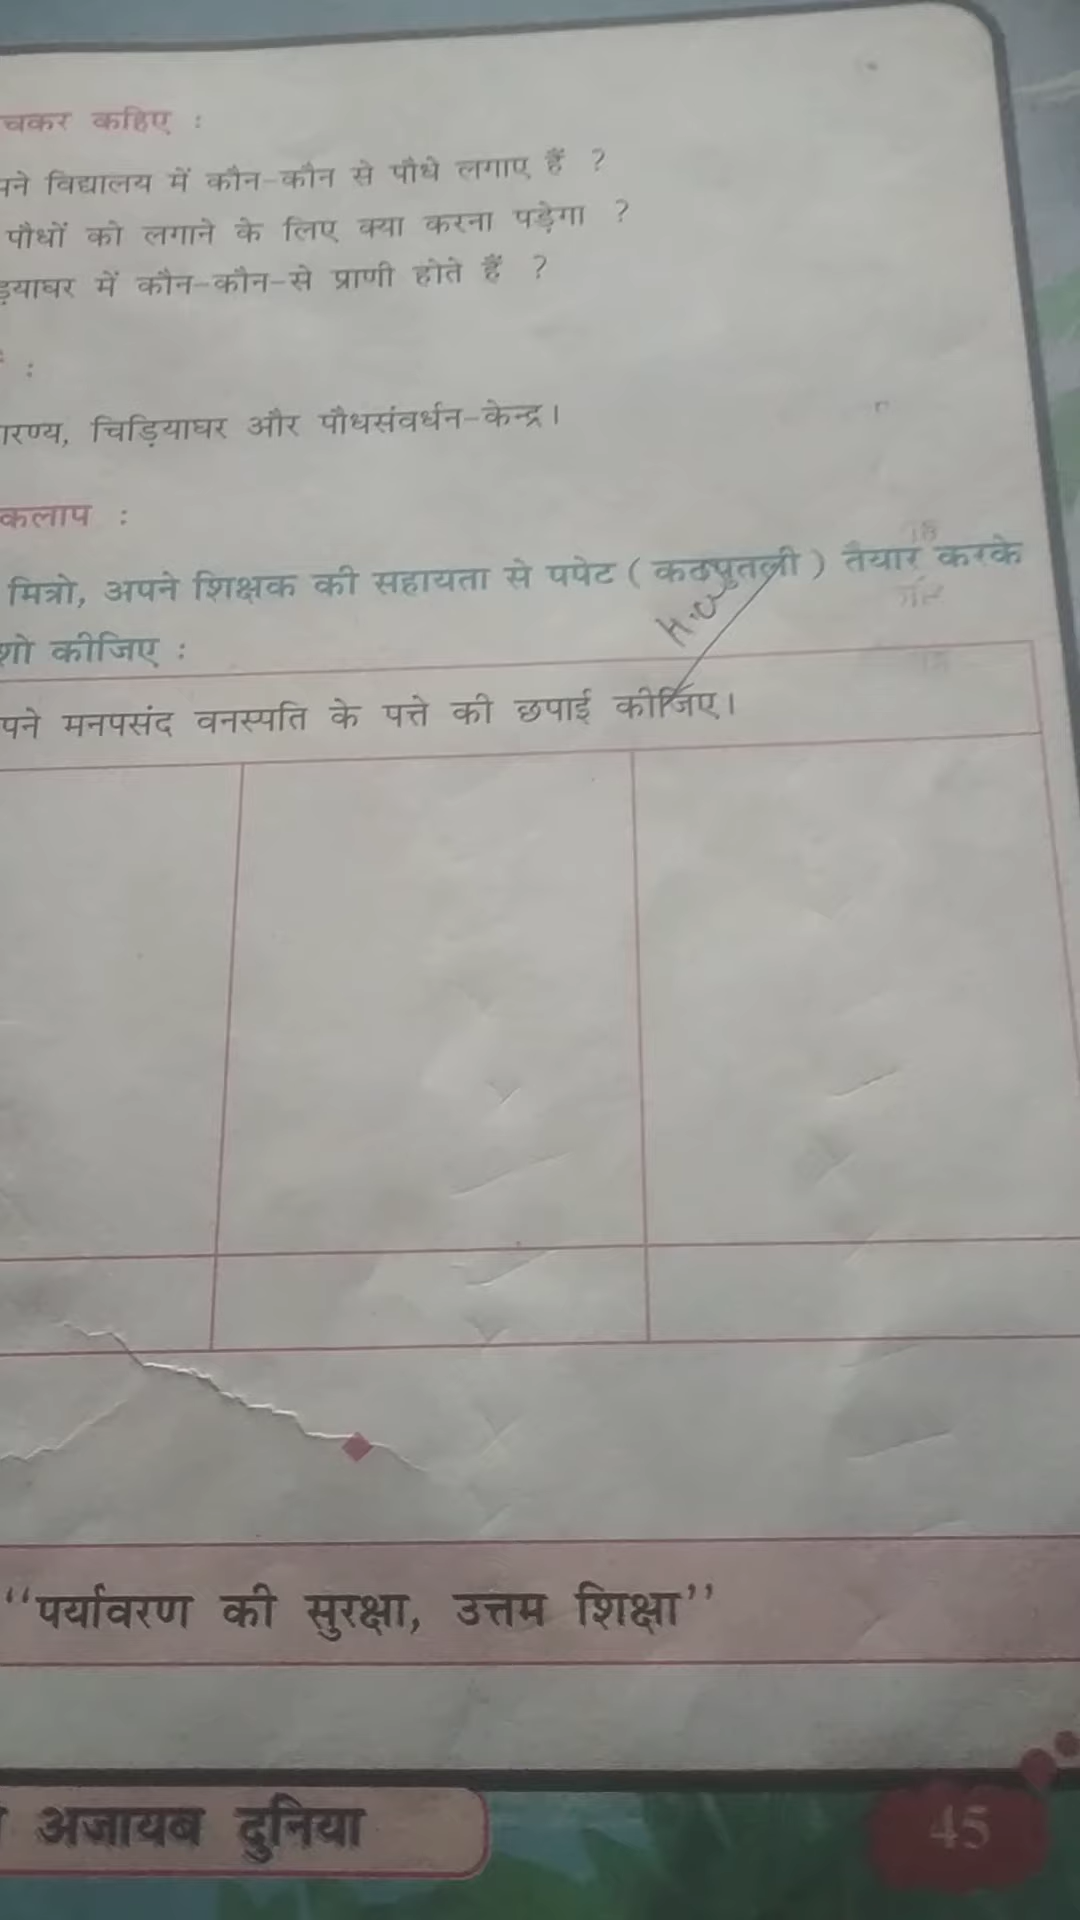 चकर कहिए :
पने विद्यालय में कौन-कौन से पौधे लगाए हैं ?
पौधों को लगाने के लिए क्या करना पड़ेगा ?
ड़ियाघर में कौन-कौन-से प्राणी होते हैं ?
:
ारण्य, चिड़ियाघर और पौधसंवर्धन-केन्द्र।
कलाप :
मित्रो, अपने शिक्षक की सहायता से पपेट ( कठपुतली ) तैयार करके
शो कीजिए :
H.W
पने मनपसंद वनस्पति के पत्ते की छपाई कीजिए।
“पर्यावरण की सुरक्षा, उत्तम शिक्षा”
अजायब दुनिया
45